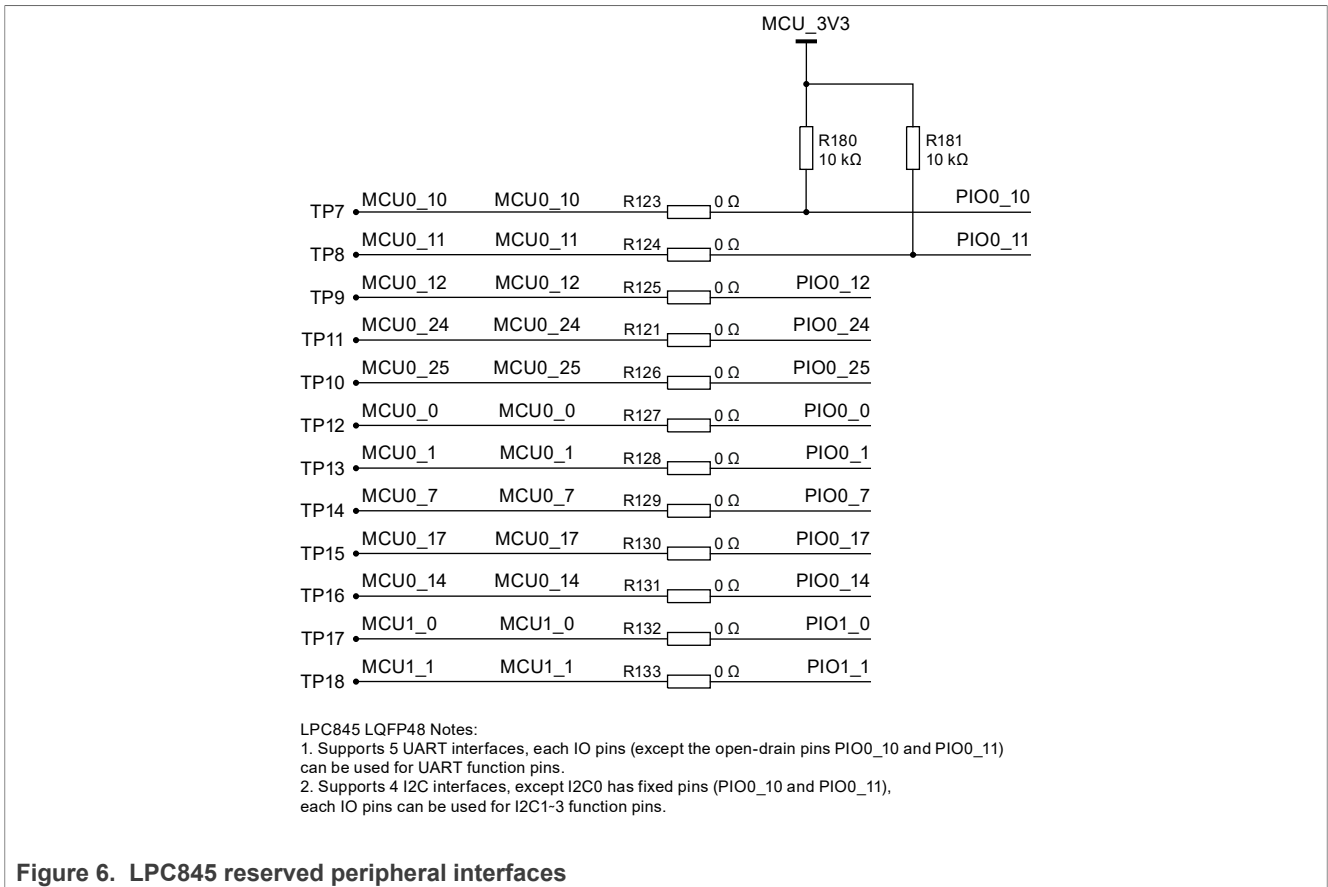 MCU_3V3
R180
10 kΩ
R181
10 kΩ
TP7 MCU0_10 MCU0_10 R123 0 Ω PIO0_10
TP8 MCU0_11 MCU0_11 R124 0 Ω PIO0_11
TP9 MCU0_12 MCU0_12 R125 0 Ω PIO0_12
TP11 MCU0_24 MCU0_24 R121 0 Ω PIO0_24
TP10 MCU0_25 MCU0_25 R126 0 Ω PIO0_25
TP12 MCU0_0 MCU0_0 R127 0 Ω PIO0_0
TP13 MCU0_1 MCU0_1 R128 0 Ω PIO0_1
TP14 MCU0_7 MCU0_7 R129 0 Ω PIO0_7
TP15 MCU0_17 MCU0_17 R130 0 Ω PIO0_17
TP16 MCU0_14 MCU0_14 R131 0 Ω PIO0_14
TP17 MCU1_0 MCU1_0 R132 0 Ω PIO1_0
TP18 MCU1_1 MCU1_1 R133 0 Ω PIO1_1
LPC845 LQFP48 Notes:
1. Supports 5 UART interfaces, each IO pins (except the open-drain pins PIO0_10 and PIO0_11)
can be used for UART function pins.
2. Supports 4 I2C interfaces, except I2C0 has fixed pins (PIO0_10 and PIO0_11),
each IO pins can be used for I2C1~3 function pins.
Figure 6. LPC845 reserved peripheral interfaces